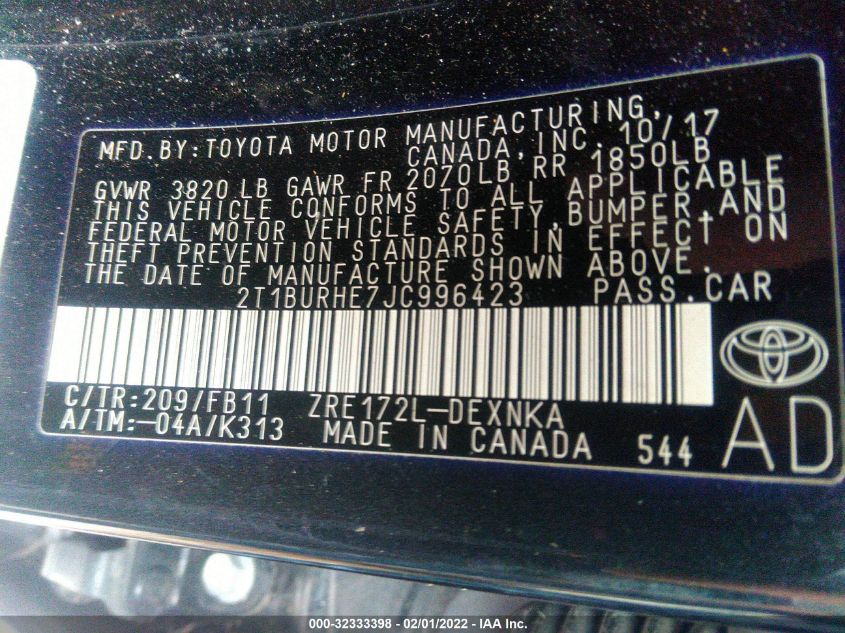 MFD. BY: TOYOTA MOTOR MANUFACTURING,
CANADA, INC. 10/17
GVWR 3820 LB GAWR FR 2070LB RR 1850LB
THIS VEHICLE CONFORMS TO ALL APPLICABLE
FEDERAL MOTOR VEHICLE SAFETY, BUMPER, AND
THEFT PREVENTION STANDARDS IN EFFECT ON
THE DATE OF MANUFACTURE SHOWN ABOVE.
2T1BURHE7JC996423 PASS. CAR
C/TR: 209/FB11 ZRE172L-DEXNKA
A/TM: -04A/K313 MADE IN CANADA 544 AD
000-32333398 - 02/01/2022 - IAA Inc.